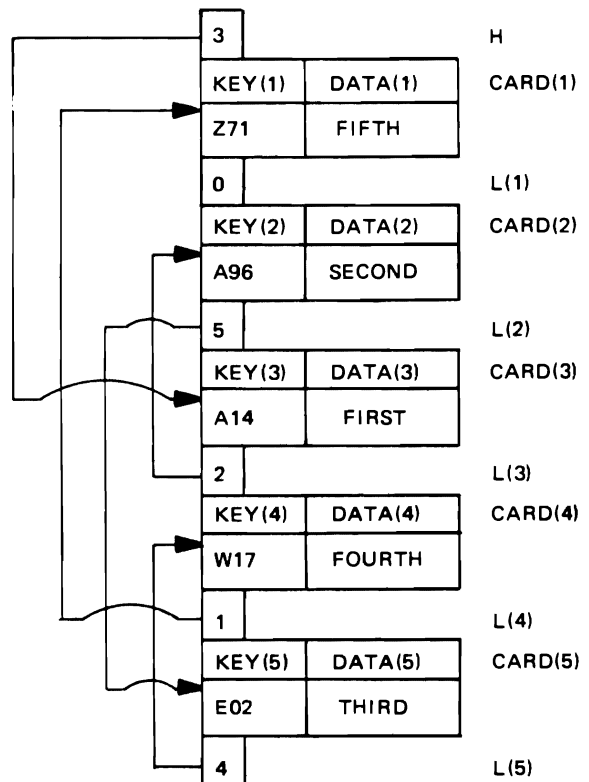 3 H
KEY(1) DATA(1) CARD(1)
Z71 FIFTH
0 L(1)
KEY(2) DATA(2) CARD(2)
A96 SECOND
5 L(2)
KEY(3) DATA(3) CARD(3)
A14 FIRST
2 L(3)
KEY(4) DATA(4) CARD(4)
W17 FOURTH
1 L(4)
KEY(5) DATA(5) CARD(5)
E02 THIRD
4 L(5)